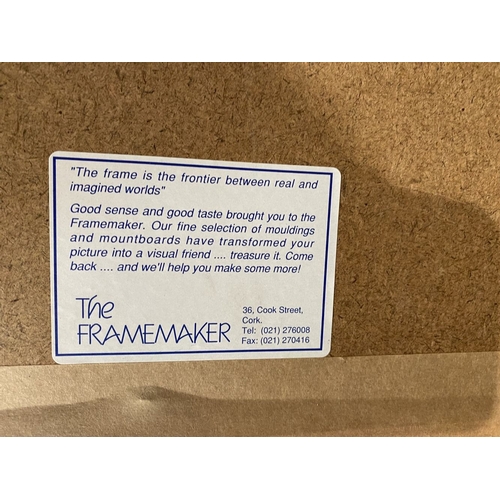 "The frame is the frontier between real and
imagined worlds"
Good sense and good taste brought you to the
Framemaker. Our fine selection of mouldings
and mountboards have transformed your
picture into a visual friend .... treasure it. Come
back .... and we'll help you make some more!
The
FRAMEMAKER
36, Cook Street,
Cork.
Tel: (021) 276008
Fax: (021) 270416